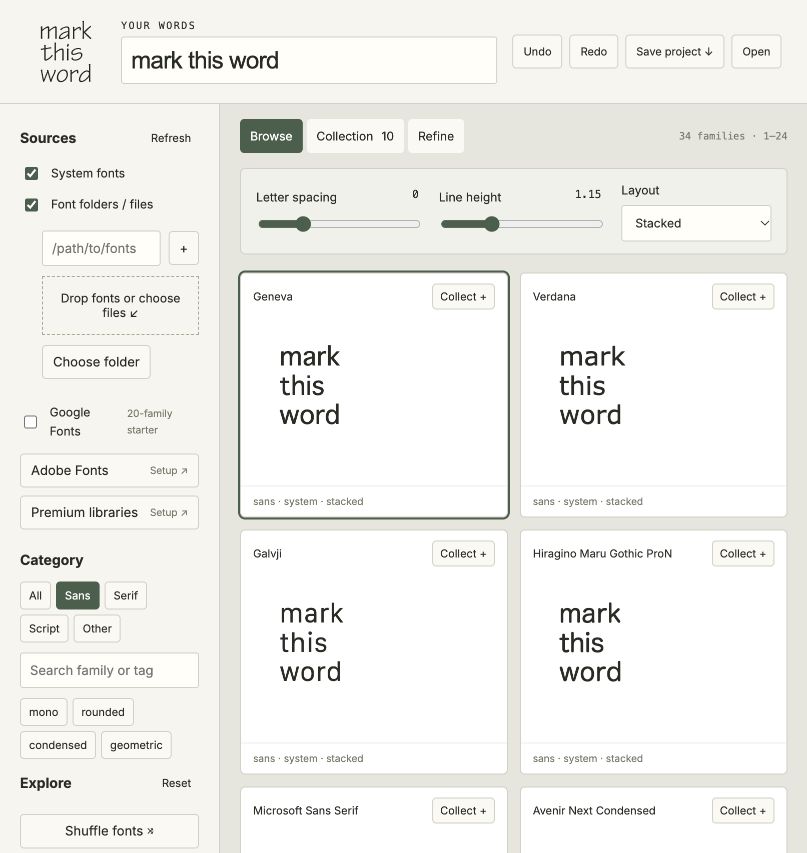 mark
this
word
YOUR WORDS
mark this word
Undo
Redo
Save project ↓
Open
Sources
Refresh
System fonts
Font folders / files
/path/to/fonts
+
Drop fonts or choose
files ↙
Choose folder
Google
Fonts
20-family
starter
Adobe Fonts
Setup ↗
Premium libraries
Setup ↗
Category
All
Sans
Serif
Script
Other
Search family or tag
mono
rounded
condensed
geometric
Explore
Reset
Shuffle fonts ⤨
Browse
Collection 10
Refine
34 families · 1–24
Letter spacing
0
Line height
1.15
Layout
Stacked
Geneva
Collect +
mark
this
word
sans · system · stacked
Verdana
Collect +
mark
this
word
sans · system · stacked
Galvji
Collect +
mark
this
word
sans · system · stacked
Hiragino Maru Gothic ProN
Collect +
mark
this
word
sans · system · stacked
Microsoft Sans Serif
Collect +
Avenir Next Condensed
Collect +